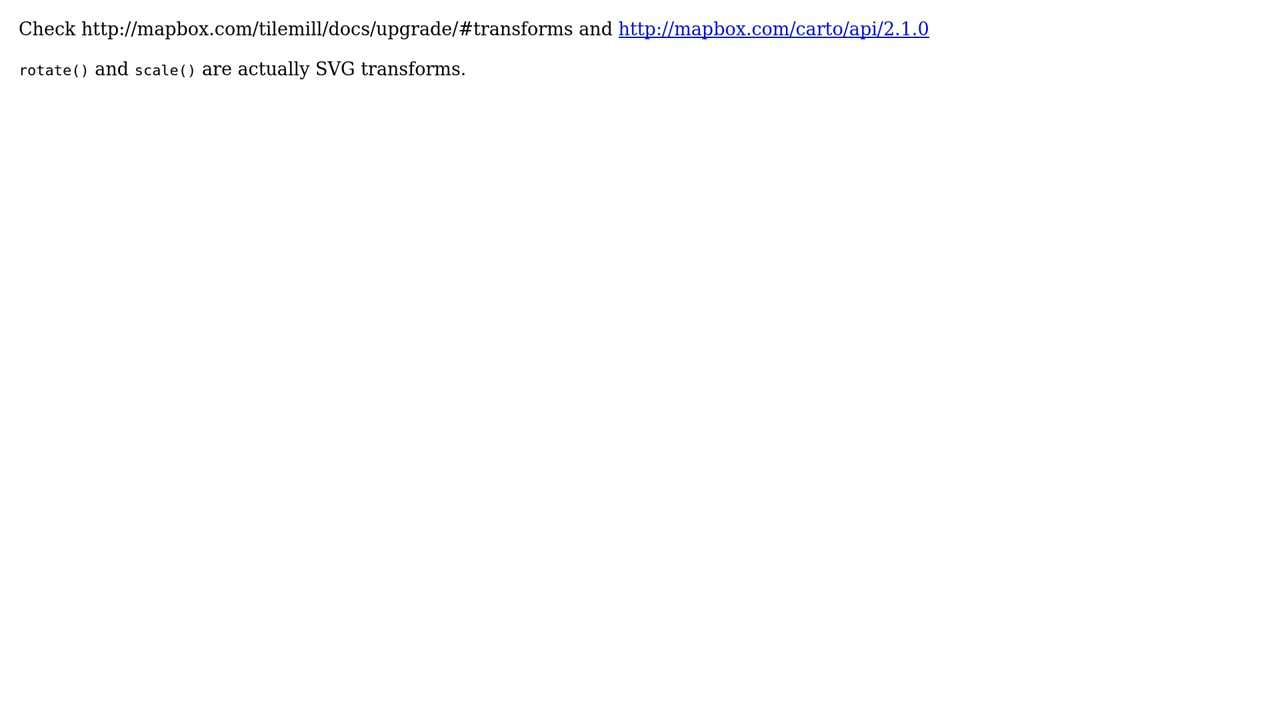 Check http://mapbox.com/tilemill/docs/upgrade/#transforms and http://mapbox.com/carto/api/2.1.0
rotate() and scale() are actually SVG transforms.